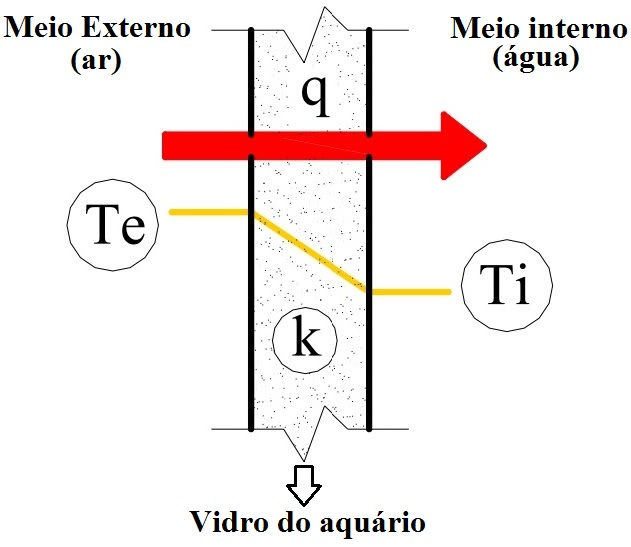 Meio Externo
(ar)
Meio interno
(água)
q
Te
Ti
k
Vidro do aquário